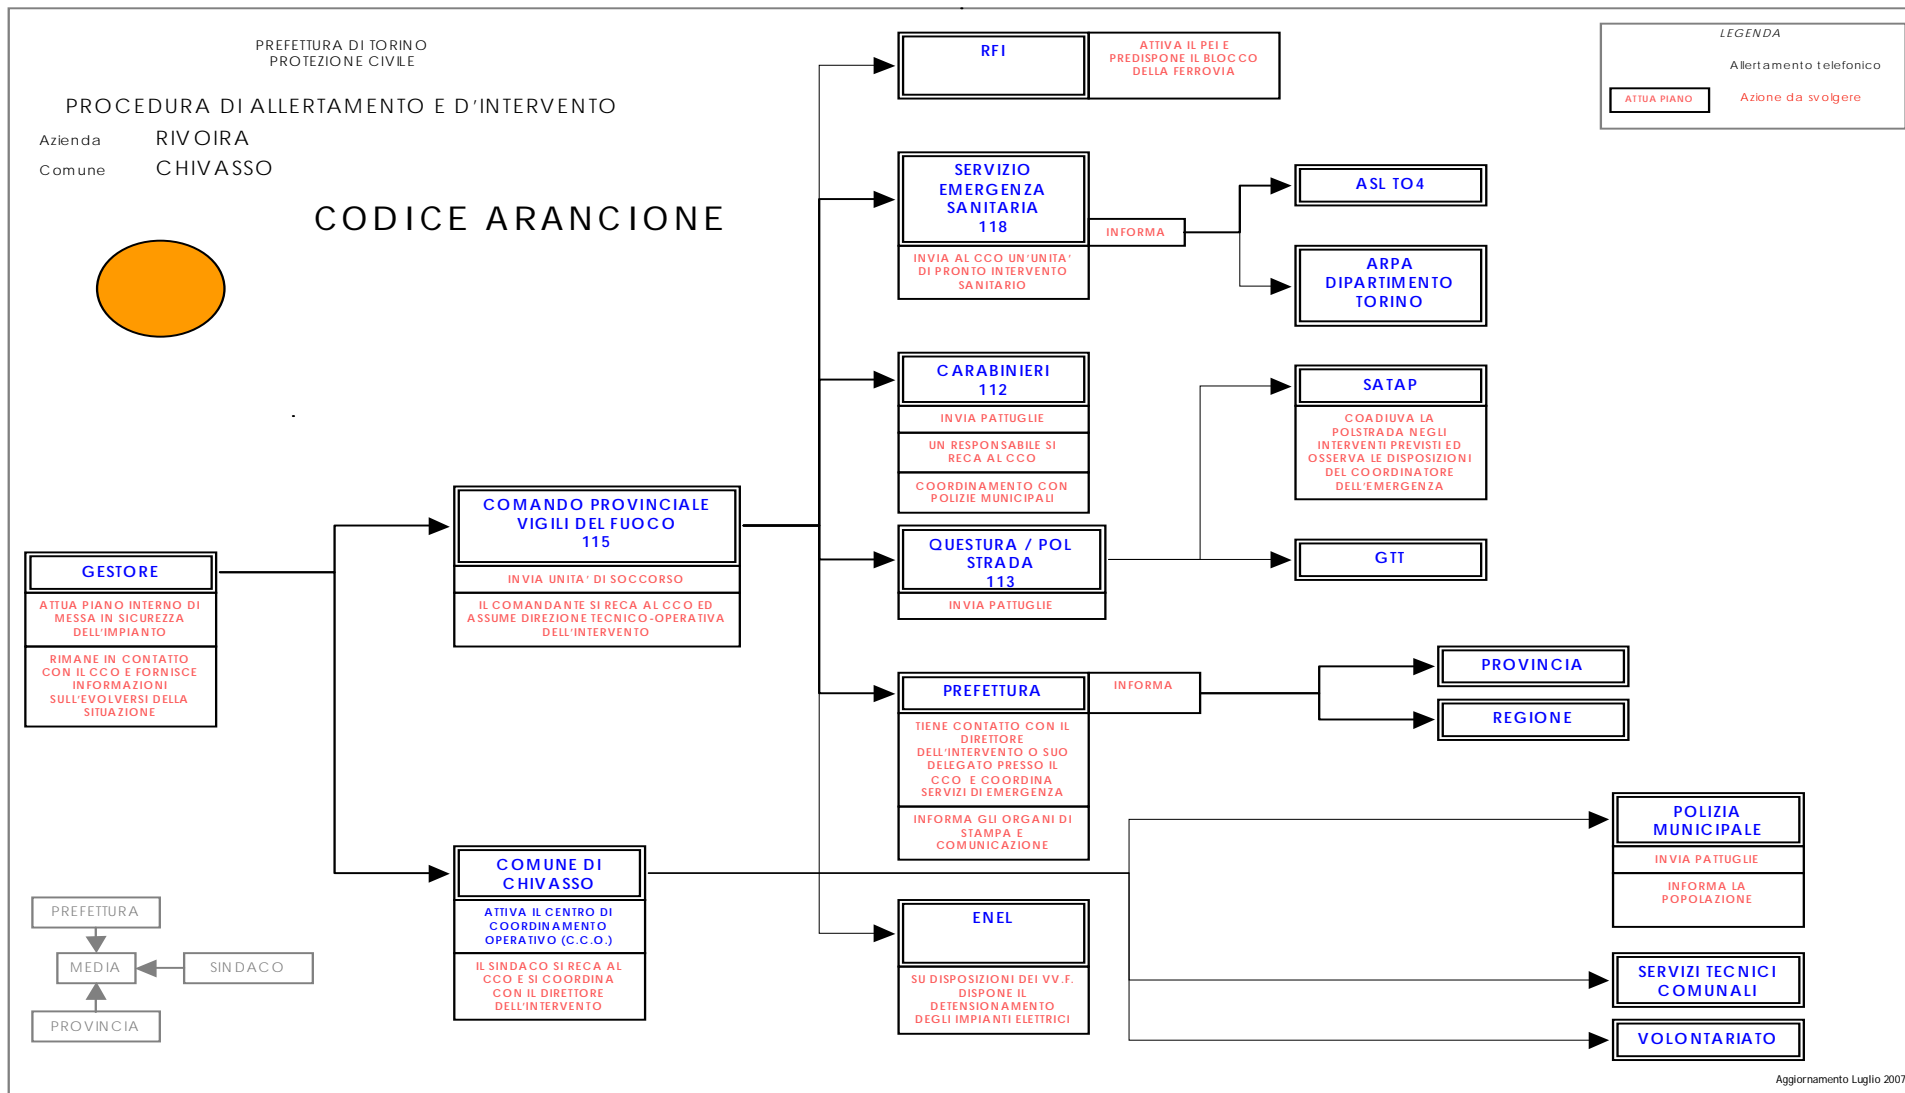 PREFETTURA DI TORINO
PROTEZIONE CIVILE
PROCEDURA DI ALLERTAMENTO E D'INTERVENTO
Azienda RIVOIRA
Comune CHIVASSO
CODICE ARANCIONE
LEGENDA
Allertamento telefonico
ATTUA PIANO Azione da svolgere
GESTORE
ATTUA PIANO INTERNO DI
MESSA IN SICUREZZA
DELL'IMPIANTO
RIMANE IN CONTATTO
CON IL CCO E FORNISCE
INFORMAZIONI
SULL'EVOLVERSI DELLA
SITUAZIONE
COMANDO PROVINCIALE
VIGILI DEL FUOCO
115
INVIA UNITA' DI SOCCORSO
IL COMANDANTE SI RECA AL CCO ED
ASSUME DIREZIONE TECNICO-OPERATIVA
DELL'INTERVENTO
COMUNE DI
CHIVASSO
ATTIVA IL CENTRO DI
COORDINAMENTO
OPERATIVO (C.C.O.)
IL SINDACO SI RECA AL
CCO E SI COORDINA
CON IL DIRETTORE
DELL'INTERVENTO
RFI
ATTIVA IL PEI E
PREDISPONE IL BLOCCO
DELLA FERROVIA
SERVIZIO
EMERGENZA
SANITARIA
118
INFORMA
INVIA AL CCO UN'UNITA'
DI PRONTO INTERVENTO
SANITARIO
ASL TO4
ARPA
DIPARTIMENTO
TORINO
CARABINIERI
112
INVIA PATTUGLIE
UN RESPONSABILE SI
RECA AL CCO
COORDINAMENTO CON
POLIZIE MUNICIPALI
QUESTURA / POL
STRADA
113
INVIA PATTUGLIE
SATAP
COADIUVA LA
POLSTRADA NEGLI
INTERVENTI PREVISTI ED
OSSERVA LE DISPOSIZIONI
DEL COORDINATORE
DELL'EMERGENZA
GTT
PREFETTURA
INFORMA
TIENE CONTATTO CON IL
DIRETTORE
DELL'INTERVENTO O SUO
DELEGATO PRESSO IL
CCO E COORDINA
SERVIZI DI EMERGENZA
INFORMA GLI ORGANI DI
STAMPA E
COMUNICAZIONE
PROVINCIA
REGIONE
ENEL
SU DISPOSIZIONI DEI VV.F.
DISPONE IL
DETENSIONAMENTO
DEGLI IMPIANTI ELETTRICI
POLIZIA
MUNICIPALE
INVIA PATTUGLIE
INFORMA LA
POPOLAZIONE
SERVIZI TECNICI
COMUNALI
VOLONTARIATO
PREFETTURA
MEDIA
SINDACO
PROVINCIA
Aggiornamento Luglio 2007